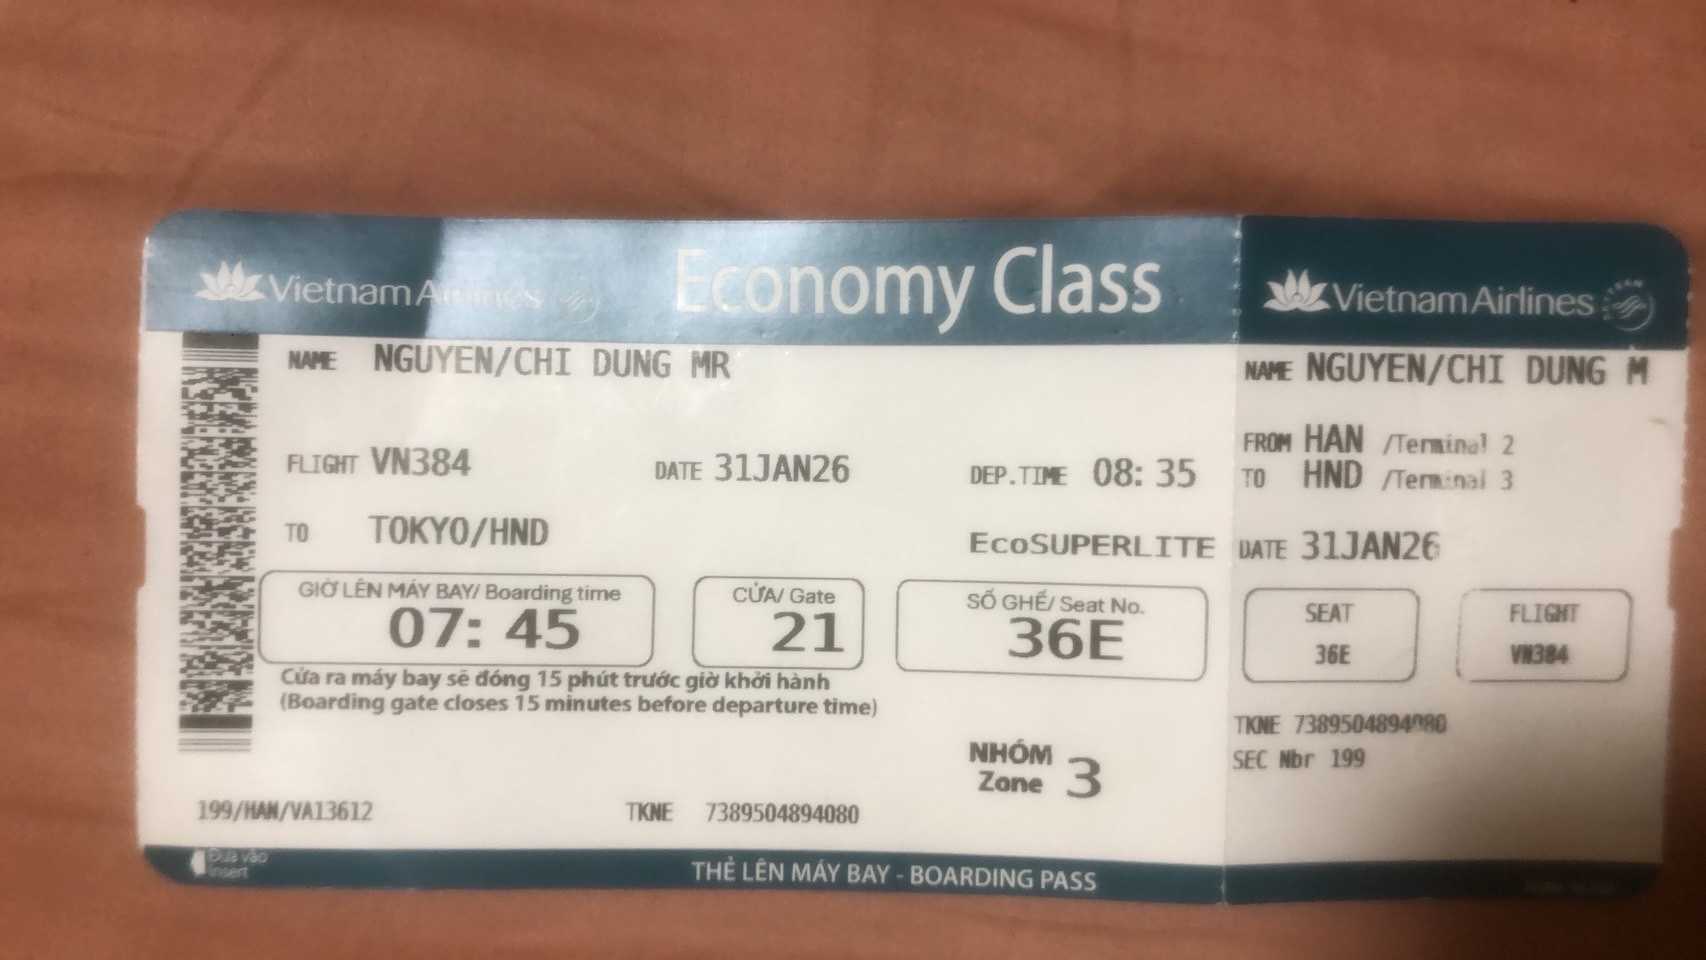 Vietnam Airlines
Economy Class
NAME NGUYEN/CHI DUNG MR
FLIGHT VN384 DATE 31JAN26 DEP.TIME 08: 35
TO TOKYO/HND
EcoSUPERLITE
GIỜ LÊN MÁY BAY/ Boarding time
07: 45
CỬA/ Gate
21
SỐ GHẾ/ Seat No.
36E
Cửa ra máy bay sẽ đóng 15 phút trước giờ khởi hành
(Boarding gate closes 15 minutes before departure time)
NHÓM
Zone 3
199/HAN/VA13612 TKNE 7389504894080
Đưa vào
Insert
THẺ LÊN MÁY BAY - BOARDING PASS
Vietnam Airlines
NAME NGUYEN/CHI DUNG M
FROM HAN /Terminal 2
TO HND /Terminal 3
DATE 31JAN26
SEAT
36E
FLIGHT
VN384
TKNE 7389504894080
SEC Nbr 199